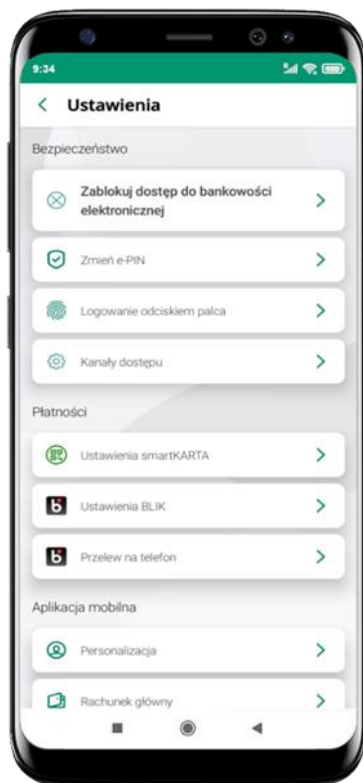 9:34
Ustawienia
Bezpieczeństwo
Zablokuj dostęp do bankowości
elektronicznej
Zmień e-PIN
Logowanie odciskiem palca
Kanały dostępu
Płatności
Ustawienia smartKARTA
Ustawienia BLIK
Przelew na telefon
Aplikacja mobilna
Personalizacja
Rachunek główny